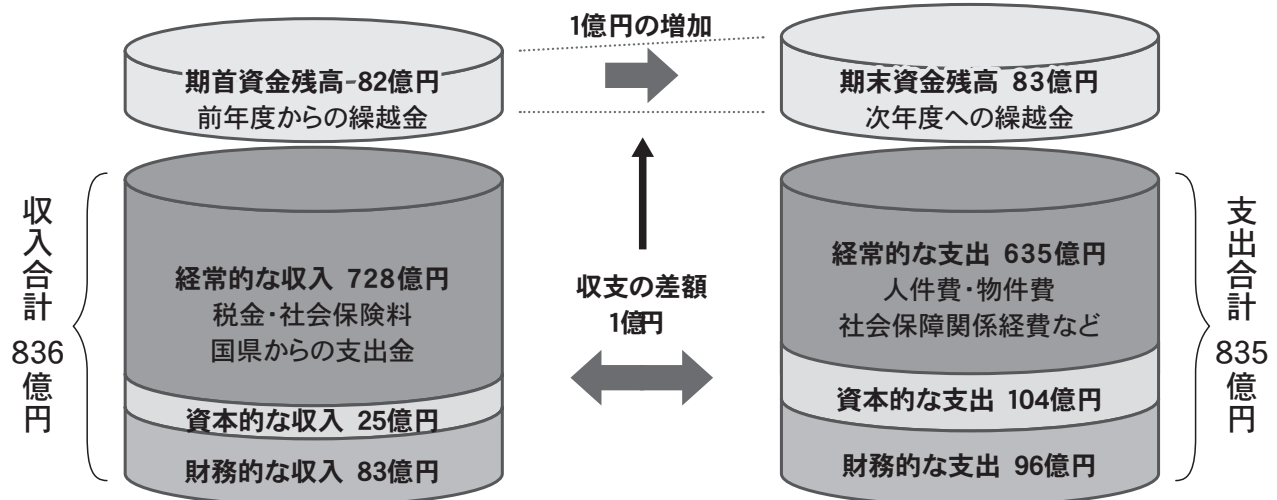 1億円の増加
期首資金残高-82億円
前年度からの繰越金
期末資金残高 83億円
次年度への繰越金
収入合計 836億円
経常的な収入 728億円
税金・社会保険料
国県からの支出金
資本的な収入 25億円
財務的な収入 83億円
収支の差額
1億円
経常的な支出 635億円
人件費・物件費
社会保障関係経費など
資本的な支出 104億円
財務的な支出 96億円
支出合計 835億円